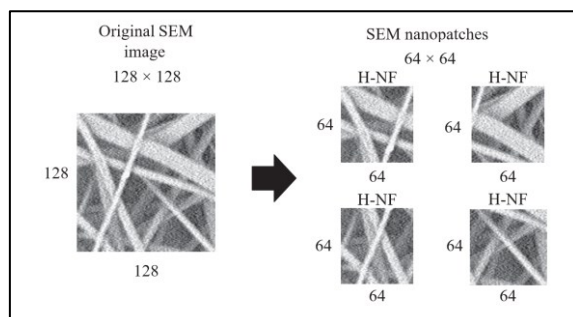 Original SEM
image
128 × 128
128
128
SEM nanopatches
64 × 64
H-NF
H-NF
64
64
64
64
H-NF
H-NF
64
64
64
64